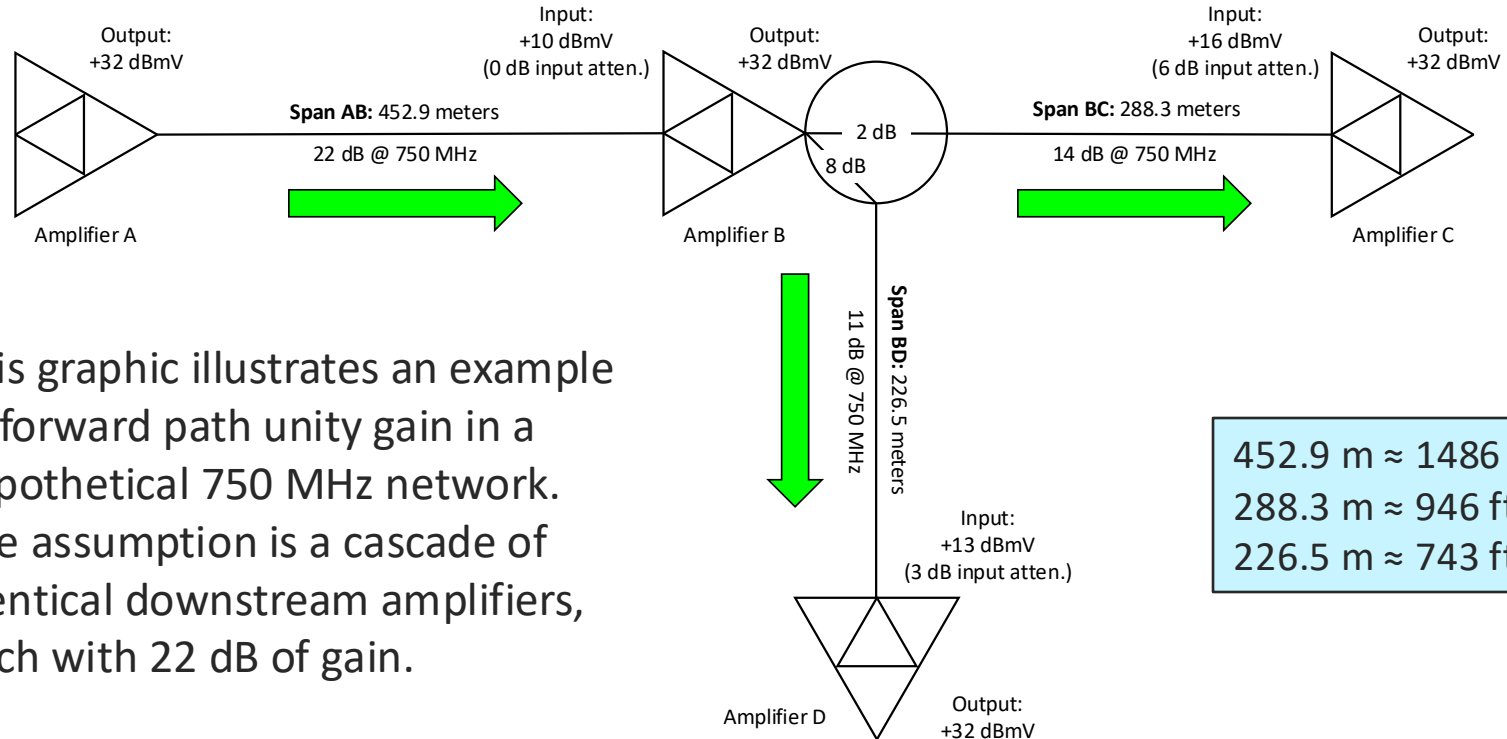 Output:
+32 dBmV
Input:
+10 dBmV
(0 dB input atten.)
Output:
+32 dBmV
Input:
+16 dBmV
(6 dB input atten.)
Output:
+32 dBmV
Span AB: 452.9 meters
22 dB @ 750 MHz
2 dB
8 dB
Span BC: 288.3 meters
14 dB @ 750 MHz
Amplifier A
Amplifier B
Amplifier C
Span BD: 226.5 meters
11 dB @ 750 MHz
is graphic illustrates an example
forward path unity gain in a
pothetical 750 MHz network.
e assumption is a cascade of
entical downstream amplifiers,
ch with 22 dB of gain.
452.9 m ≈ 1486
288.3 m ≈ 946 ft
226.5 m ≈ 743 ft
Input:
+13 dBmV
(3 dB input atten.)
Amplifier D
Output:
+32 dBmV